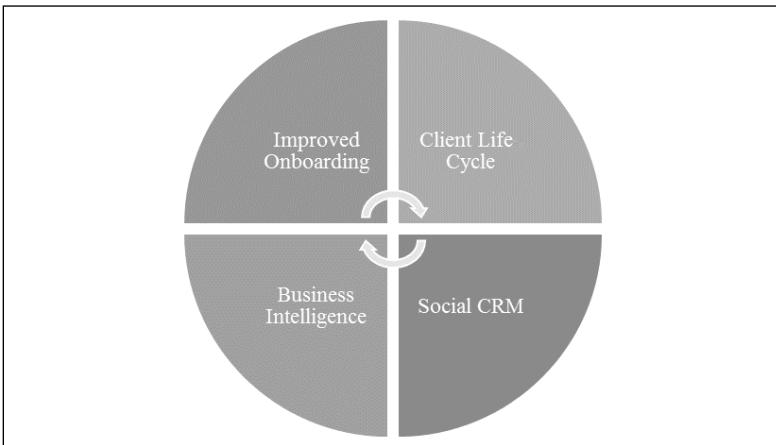 Improved
Onboarding
Client Life
Cycle
Business
Intelligence
Social CRM